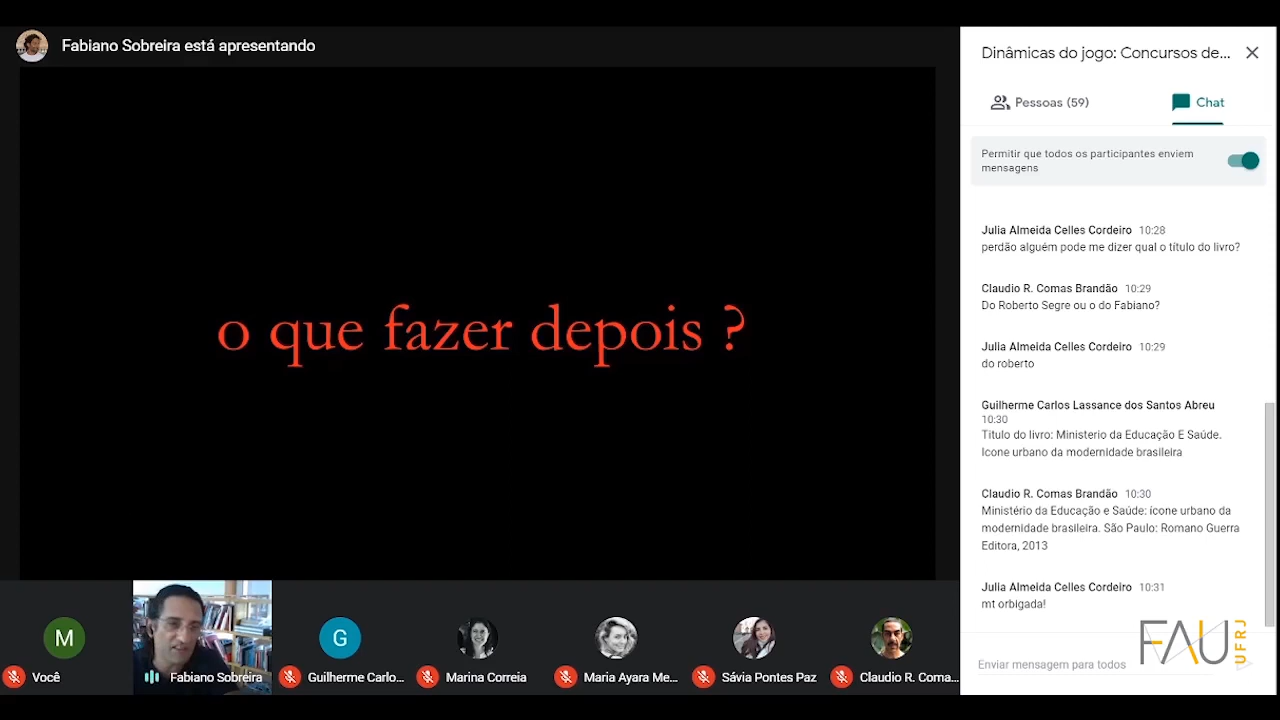 Fabiano Sobreira está apresentando
o que fazer depois ?
M
Você
Fabiano Sobreira
G
Guilherme Carlo...
Marina Correia
Maria Ayara Me...
Sávia Pontes Paz
Claudio R. Coma...
Dinâmicas do jogo: Concursos de...
Pessoas (59)
Chat
Permitir que todos os participantes enviem
mensagens
Julia Almeida Celles Cordeiro 10:28
perdão alguém pode me dizer qual o título do livro?
Claudio R. Comas Brandão 10:29
Do Roberto Segre ou o do Fabiano?
Julia Almeida Celles Cordeiro 10:29
do roberto
Guilherme Carlos Lassance dos Santos Abreu
10:30
Titulo do livro: Ministerio da Educação E Saúde.
Icone urbano da modernidade brasileira
Claudio R. Comas Brandão 10:30
Ministério da Educação e Saúde: ícone urbano da
modernidade brasileira. São Paulo: Romano Guerra
Editora, 2013
Julia Almeida Celles Cordeiro 10:31
mt orbigada!
FAU UFRJ
Enviar mensagem para todos